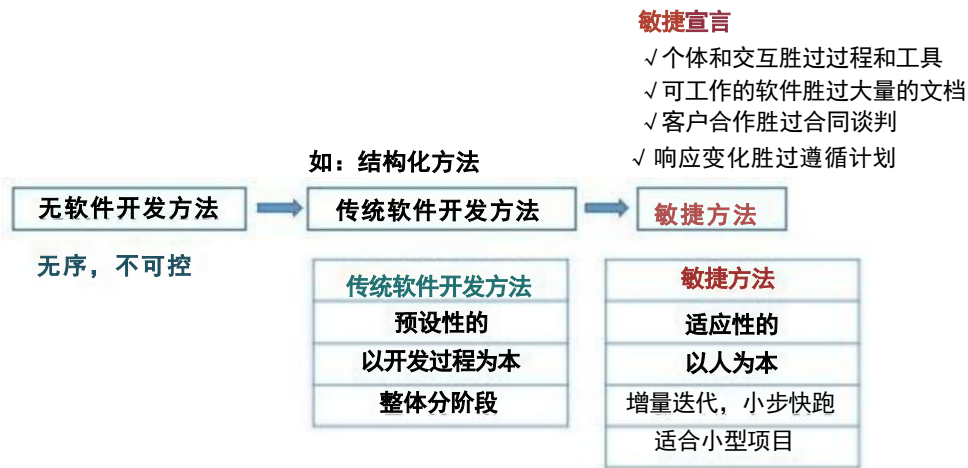 敏捷宣言
√个体和交互胜过过程和工具
√可工作的软件胜过大量的文档
√客户合作胜过合同谈判
√ 响应变化胜过遵循计划
如：结构化方法
无软件开发方法
传统软件开发方法
敏捷方法
无序，不可控
传统软件开发方法
预设性的
以开发过程为本
整体分阶段
敏捷方法
适应性的
以人为本
增量迭代，小步快跑
适合小型项目